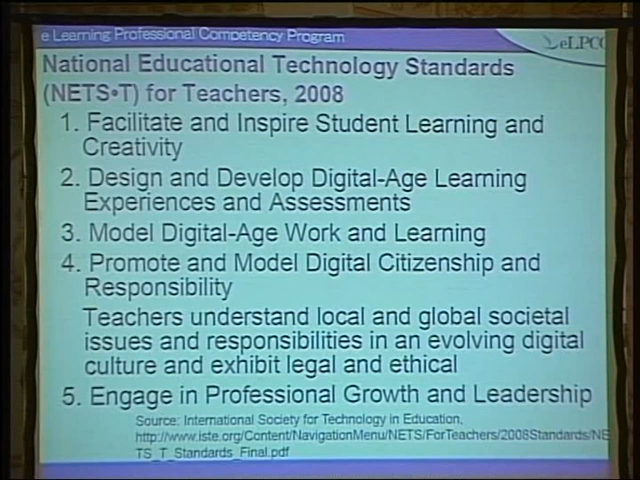 e Learning Professional Competency Program
eLPCO
National Educational Technology Standards
(NETS•T) for Teachers, 2008
1. Facilitate and Inspire Student Learning and
Creativity
2. Design and Develop Digital-Age Learning
Experiences and Assessments
3. Model Digital-Age Work and Learning
4. Promote and Model Digital Citizenship and
Responsibility
Teachers understand local and global societal
issues and responsibilities in an evolving digital
culture and exhibit legal and ethical
5. Engage in Professional Growth and Leadership
Source: International Society for Technology in Education,
http://www.iste.org/Content/NavigationMenu/NETS/ForTeachers/2008Standards/NE
TS_T_Standards_Final.pdf